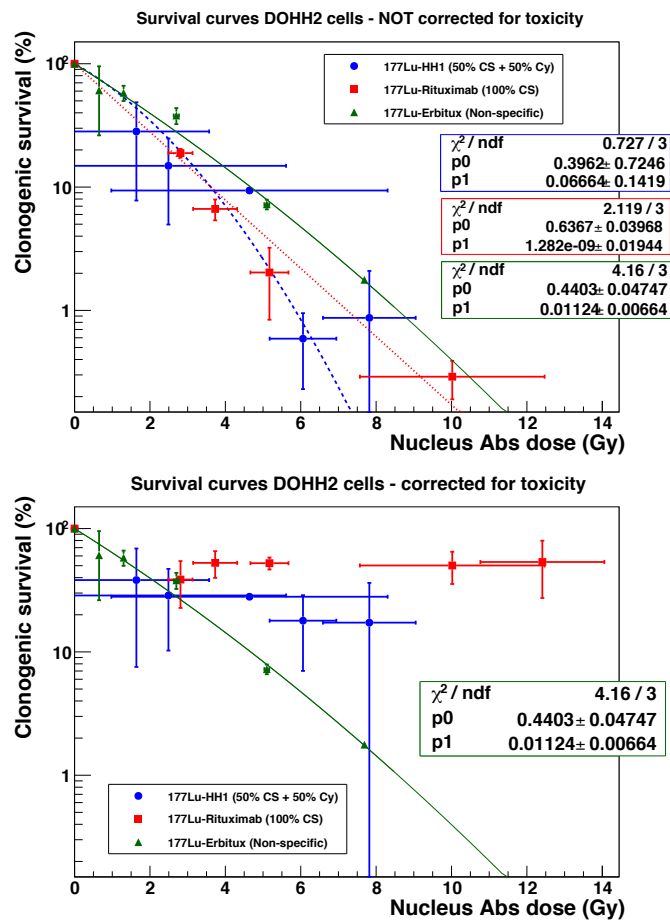 Survival curves DOHH2 cells - NOT corrected for toxicity
Clonogenic survival (%)
10²
10
1
177Lu-HH1 (50% CS + 50% Cy)
177Lu-Rituximab (100% CS)
177Lu-Erbitux (Non-specific)
χ² / ndf 0.727 / 3
p0 0.3962± 0.7246
p1 0.06664± 0.1419
χ² / ndf 2.119 / 3
p0 0.6367± 0.03968
p1 1.282e-09± 0.01944
χ² / ndf 4.16 / 3
p0 0.4403± 0.04747
p1 0.01124± 0.00664
0 2 4 6 8 10 12 14
Nucleus Abs dose (Gy)
Survival curves DOHH2 cells - corrected for toxicity
Clonogenic survival (%)
10²
10
1
χ² / ndf 4.16 / 3
p0 0.4403± 0.04747
p1 0.01124± 0.00664
177Lu-HH1 (50% CS + 50% Cy)
177Lu-Rituximab (100% CS)
177Lu-Erbitux (Non-specific)
0 2 4 6 8 10 12 14
Nucleus Abs dose (Gy)